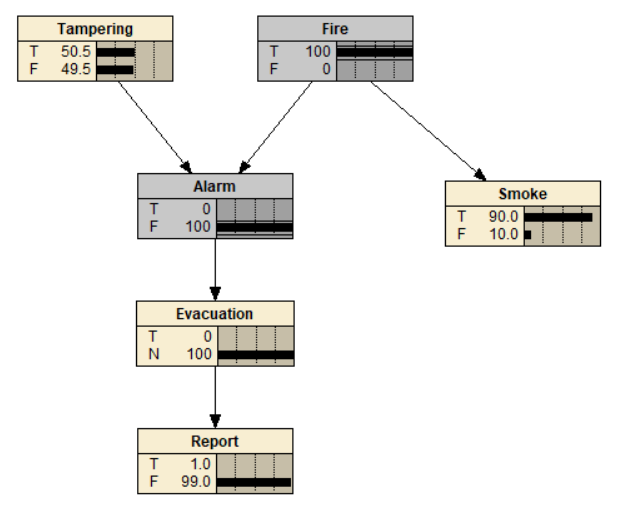 Tampering
T 50.5
F 49.5
Fire
T 100
F 0
Alarm
T 0
F 100
Smoke
T 90.0
F 10.0
Evacuation
T 0
N 100
Report
T 1.0
F 99.0